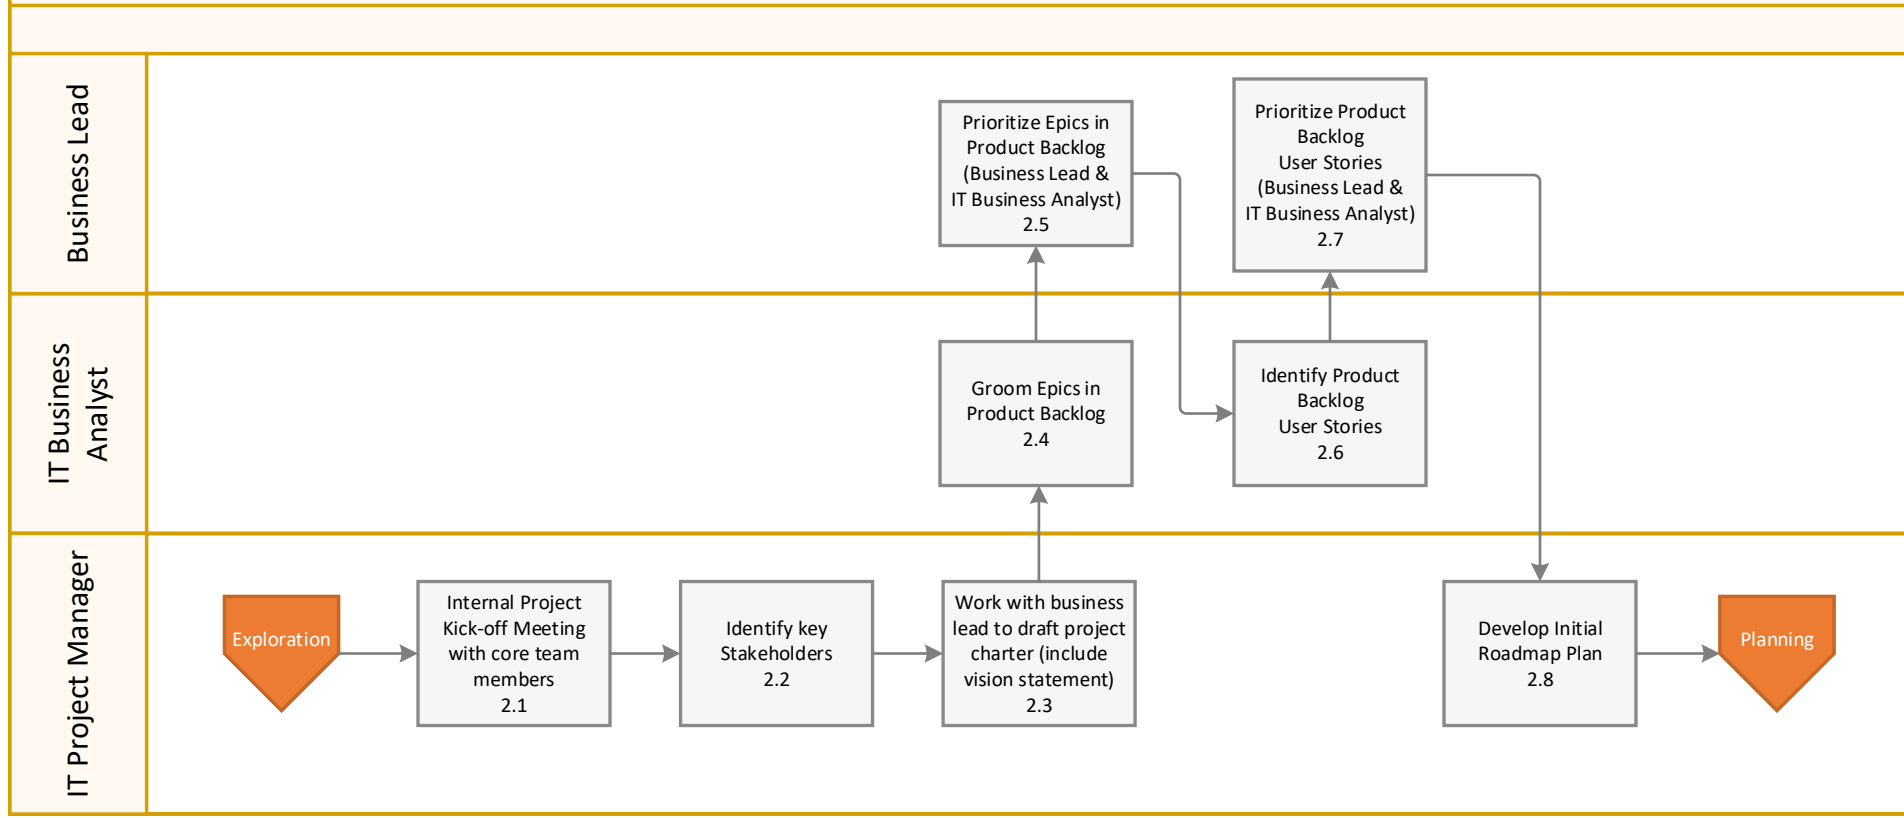 Business Lead
Prioritize Epics in
Product Backlog
(Business Lead &
IT Business Analyst)
2.5
Prioritize Product
Backlog
User Stories
(Business Lead &
IT Business Analyst)
2.7
IT Business
Analyst
Groom Epics in
Product Backlog
2.4
Identify Product
Backlog
User Stories
2.6
IT Project Manager
Exploration
Internal Project
Kick-off Meeting
with core team
members
2.1
Identify key
Stakeholders
2.2
Work with business
lead to draft project
charter (include
vision statement)
2.3
Develop Initial
Roadmap Plan
2.8
Planning